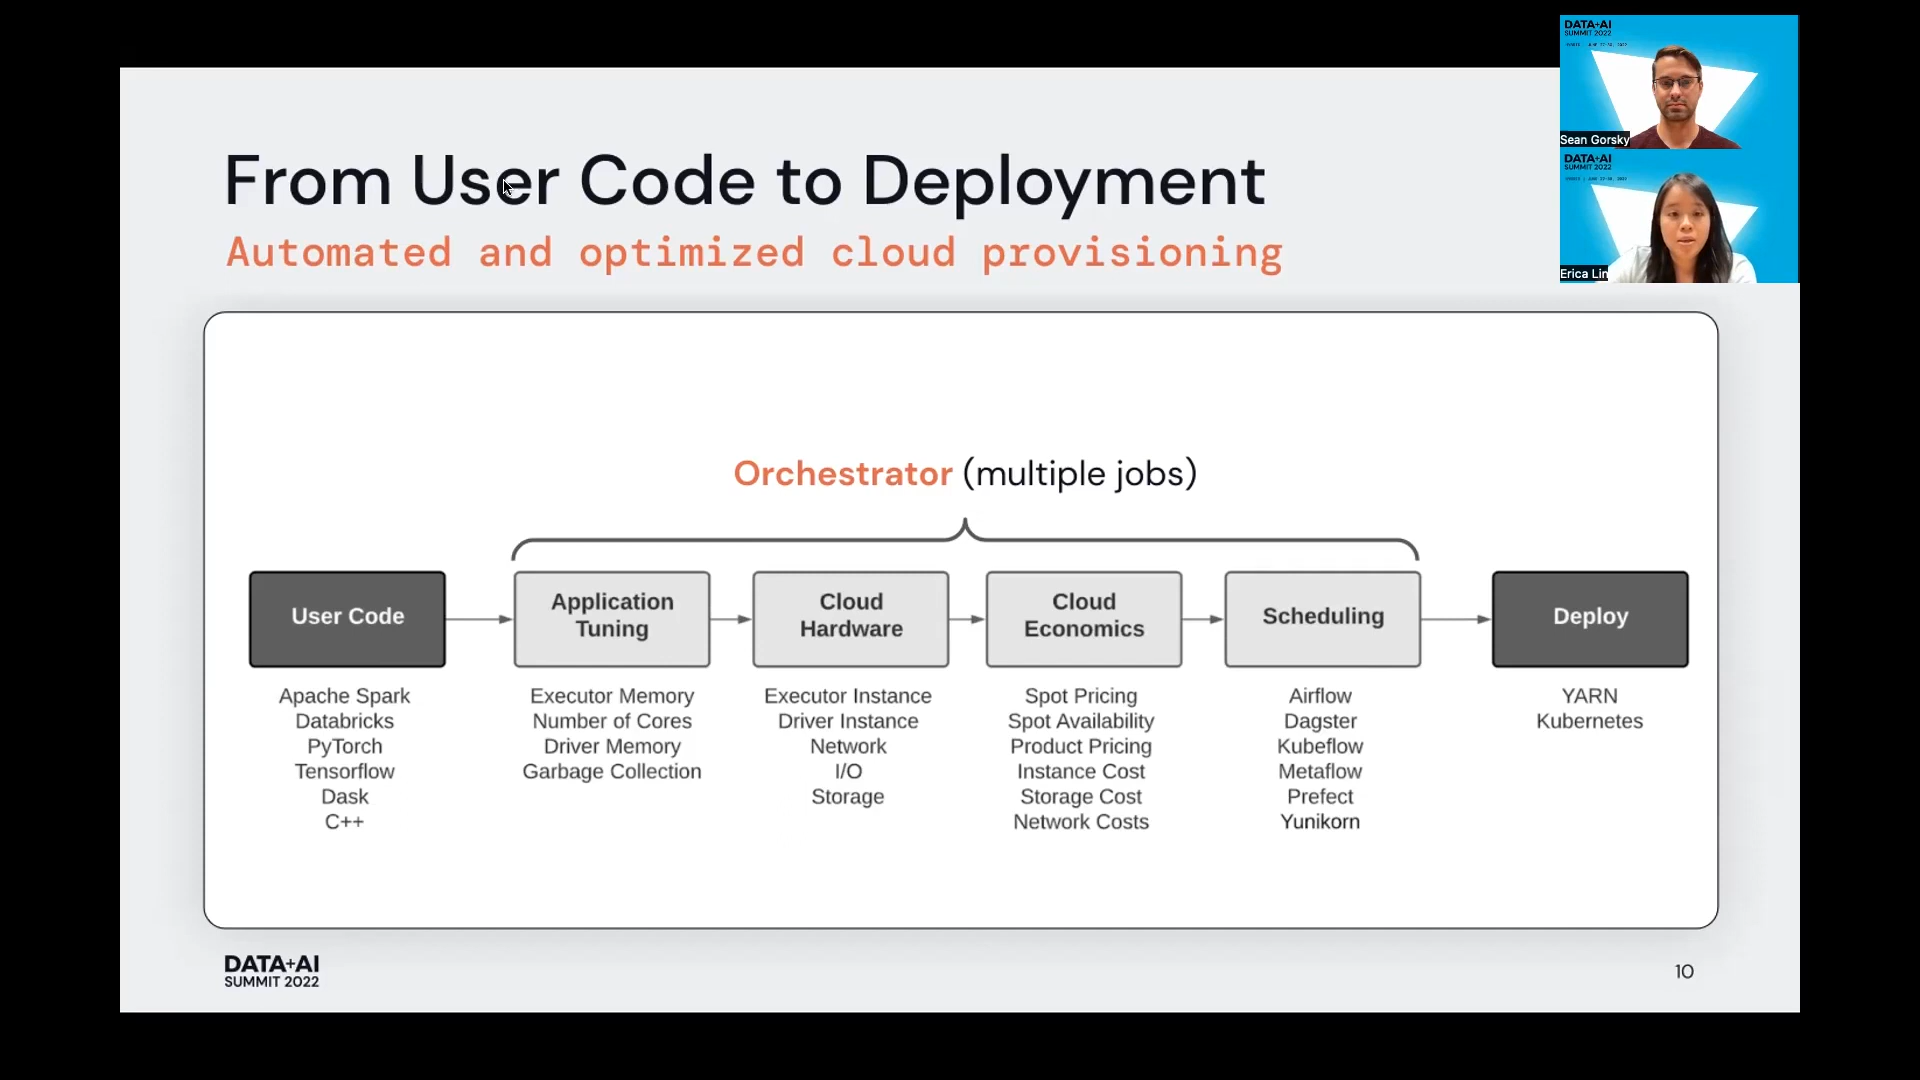 From User Code to Deployment
Automated and optimized cloud provisioning
DATA+AI
SUMMIT 2022
Sean Gorsky
DATA+AI
SUMMIT 2022
Erica Lin
Orchestrator (multiple jobs)
User Code
Apache Spark
Databricks
PyTorch
Tensorflow
Dask
C++
Application
Tuning
Executor Memory
Number of Cores
Driver Memory
Garbage Collection
Cloud
Hardware
Executor Instance
Driver Instance
Network
I/O
Storage
Cloud
Economics
Spot Pricing
Spot Availability
Product Pricing
Instance Cost
Storage Cost
Network Costs
Scheduling
Airflow
Dagster
Kubeflow
Metaflow
Prefect
Yunikorn
Deploy
YARN
Kubernetes
DATA+AI
SUMMIT 2022
10